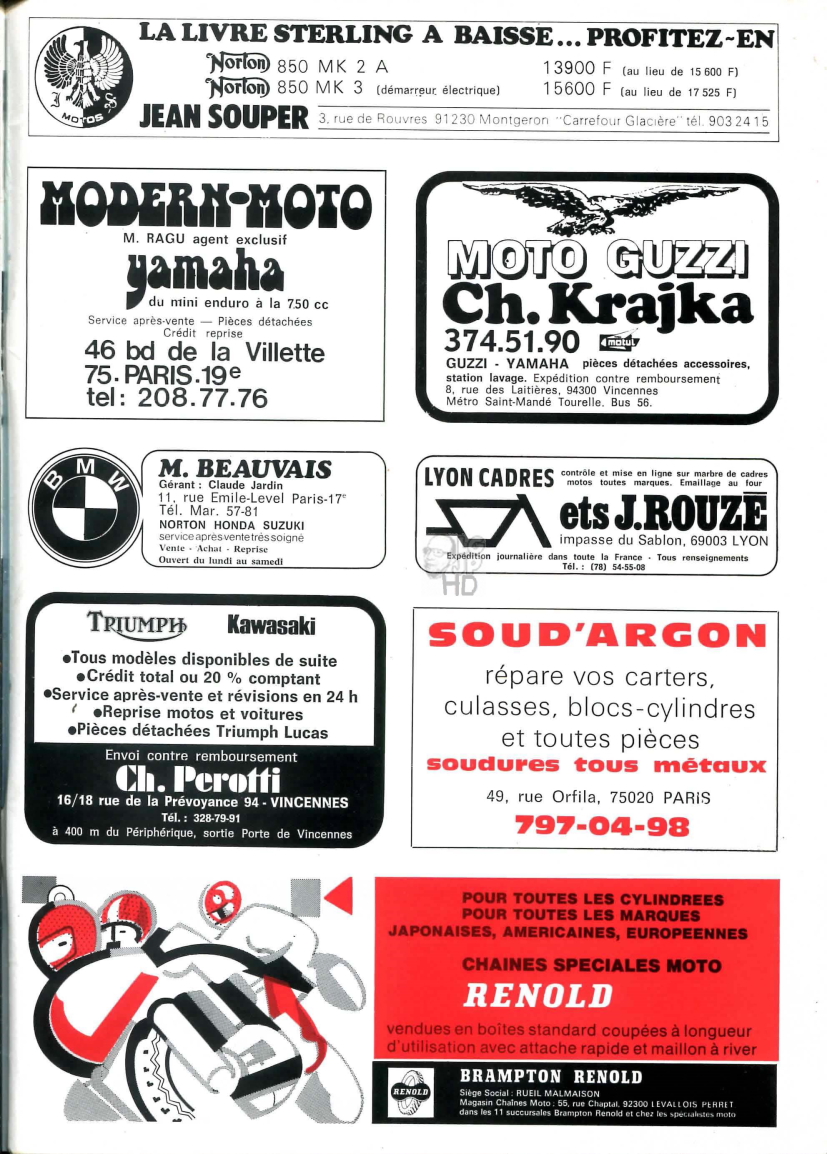 LA LIVRE STERLING A BAISSE... PROFITEZ-EN
Norton 850 MK 2 A 13900 F (au lieu de 15 600 F)
Norton 850 MK 3 (démarreur électrique) 15600 F (au lieu de 17 525 F)
MOTOS
JEAN SOUPER 3, rue de Rouvres 91230 Montgeron "Carrefour Glacière" tél. 903 24 15
MODERN-MOTO
M. RAGU agent exclusif
yamaha
du mini enduro à la 750 cc
Service après-vente — Pièces détachées
Crédit reprise
46 bd de la Villette
75.PARIS.19e
tel: 208.77.76
MOTO GUZZI
Ch. Krajka
374.51.90 motul
GUZZI - YAMAHA pièces détachées accessoires,
station lavage. Expédition contre remboursement
8, rue des Laitières, 94300 Vincennes
Métro Saint-Mandé Tourelle. Bus 56.
BMW
M. BEAUVAIS
Gérant : Claude Jardin
11, rue Emile-Level Paris-17e
Tél. Mar. 57-81
NORTON HONDA SUZUKI
service après vente très soigné
Vente - Achat - Reprise
Ouvert du lundi au samedi
LYON CADRES contrôle et mise en ligne sur marbre de cadres
motos toutes marques. Emaillage au four
ets J.ROUZÉ
impasse du Sablon, 69003 LYON
Expédition journalière dans toute la France - Tous renseignements
Tél. : (78) 54-55-08
HD
TRIUMPH Kawasaki
●Tous modèles disponibles de suite
●Crédit total ou 20 % comptant
●Service après-vente et révisions en 24 h
●Reprise motos et voitures
●Pièces détachées Triumph Lucas
Envoi contre remboursement
Ch. Perotti
16/18 rue de la Prévoyance 94 - VINCENNES
Tél. : 328-79-91
à 400 m du Périphérique, sortie Porte de Vincennes
SOUD'ARGON
répare vos carters,
culasses, blocs-cylindres
et toutes pièces
soudures tous métaux
49, rue Orfila, 75020 PARIS
797-04-98
POUR TOUTES LES CYLINDREES
POUR TOUTES LES MARQUES
JAPONAISES, AMERICAINES, EUROPEENNES
CHAINES SPECIALES MOTO
RENOLD
vendues en boîtes standard coupées à longueur
d'utilisation avec attache rapide et maillon à river
RENOLD
BRAMPTON RENOLD
Siège Social : RUEIL MALMAISON
Magasin Chaînes Moto : 55, rue Chaptal, 92300 LEVALLOIS PERRET
dans les 11 succursales Brampton Renold et chez les spécialistes moto